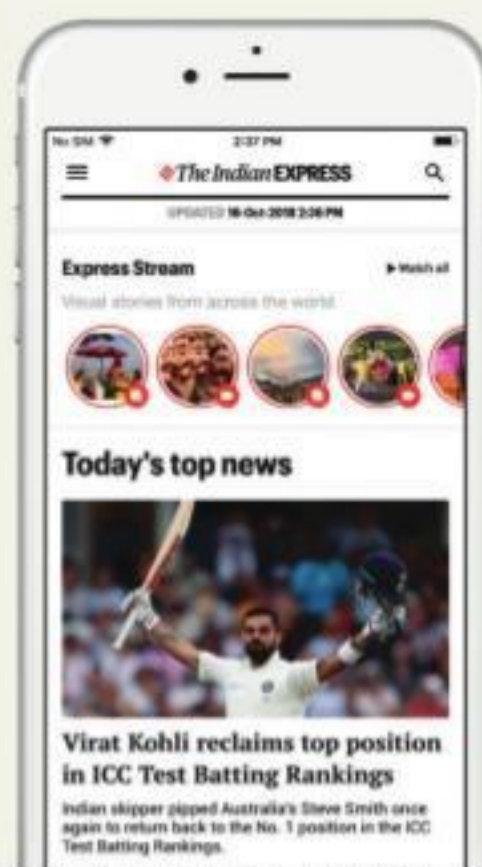 No SIM 2:37 PM
The Indian EXPRESS
UPDATED 16-Oct-2018 2:36 PM
Express Stream
Watch all
Visual stories from across the world
Today's top news
Virat Kohli reclaims top position
in ICC Test Batting Rankings
Indian skipper pipped Australia's Steve Smith once
again to return back to the No. 1 position in the ICC
Test Batting Rankings.